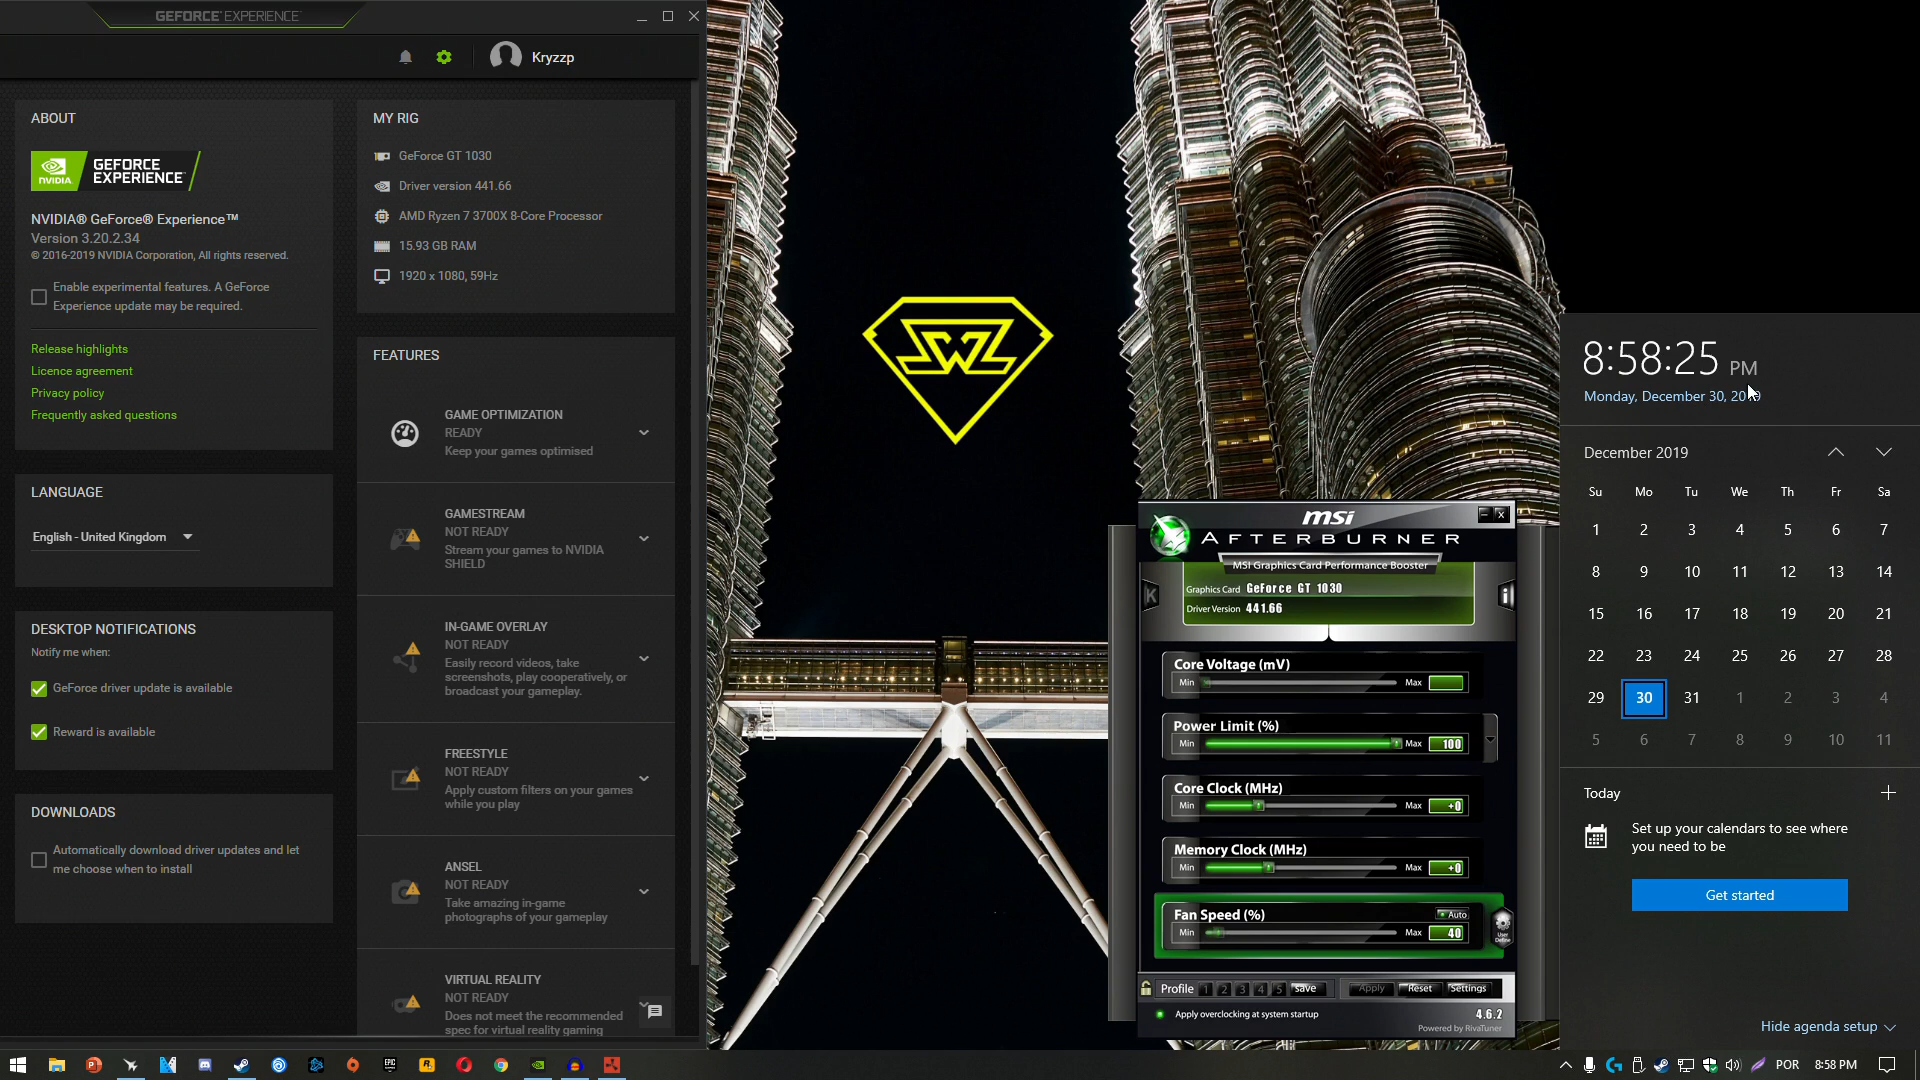 GEFORCE EXPERIENCE
Kryzzp
ABOUT
NVIDIA
GEFORCE
EXPERIENCE
NVIDIA® GeForce® Experience™
Version 3.20.2.34
© 2016-2019 NVIDIA Corporation, All rights reserved.
Enable experimental features. A GeForce
Experience update may be required.
Release highlights
Licence agreement
Privacy policy
Frequently asked questions
LANGUAGE
English - United Kingdom
DESKTOP NOTIFICATIONS
Notify me when:
GeForce driver update is available
Reward is available
DOWNLOADS
Automatically download driver updates and let
me choose when to install
MY RIG
GeForce GT 1030
Driver version 441.66
AMD Ryzen 7 3700X 8-Core Processor
15.93 GB RAM
1920 x 1080, 59Hz
FEATURES
GAME OPTIMIZATION
READY
Keep your games optimised
GAMESTREAM
NOT READY
Stream your games to NVIDIA
SHIELD
IN-GAME OVERLAY
NOT READY
Easily record videos, take
screenshots, play cooperatively, or
broadcast your gameplay.
FREESTYLE
NOT READY
Apply custom filters on your games
while you play
ANSEL
NOT READY
Take amazing in-game
photographs of your gameplay
VIRTUAL REALITY
NOT READY
Does not meet the recommended
spec for virtual reality gaming
msi
AFTERBURNER
MSI Graphics Card Performance Booster
K
i
Graphics Card GeForce GT 1030
Driver Version 441.66
Core Voltage (mV)
Min Max
Power Limit (%)
Min Max 100
Core Clock (MHz)
Min Max +0
Memory Clock (MHz)
Min Max +0
Fan Speed (%) Auto
Min Max 40
User
Define
Profile 1 2 3 4 5 save Apply Reset Settings
Apply overclocking at system startup 4.6.2
Powered by RivaTuner
8:58:25 PM
Monday, December 30, 2019
December 2019
Su Mo Tu We Th Fr Sa
1 2 3 4 5 6 7
8 9 10 11 12 13 14
15 16 17 18 19 20 21
22 23 24 25 26 27 28
29 30 31 1 2 3 4
5 6 7 8 9 10 11
Today
Set up your calendars to see where
you need to be
Get started
Hide agenda setup
EPIC
R
POR 8:58 PM